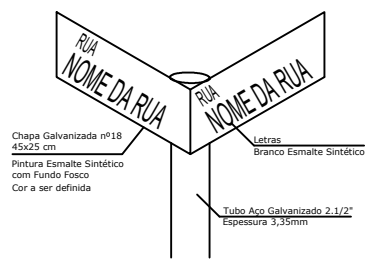 RUA
NOME DA RUA
RUA
NOME DA RUA
Chapa Galvanizada nº18
45x25 cm
Pintura Esmalte Sintético
com Fundo Fosco
Cor a ser definida
Letras
Branco Esmalte Sintético
Tubo Aço Galvanizado 2.1/2"
Espessura 3,35mm